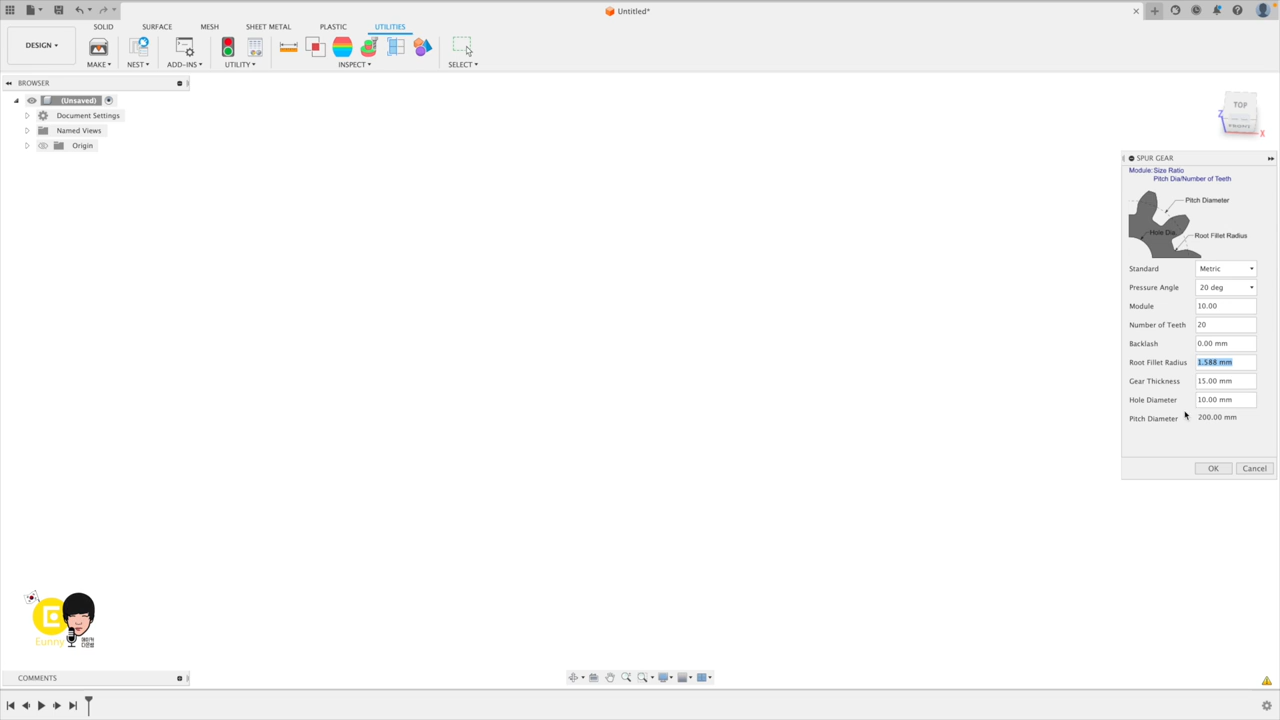 Untitled*
DESIGN
SOLID
SURFACE
MESH
SHEET METAL
PLASTIC
UTILITIES
MAKE
NEST
ADD-INS
UTILITY
INSPECT
SELECT
BROWSER
(Unsaved)
Document Settings
Named Views
Origin
TOP
FRONT
Z
X
SPUR GEAR
Module: Size Ratio
Pitch Dia/Number of Teeth
Pitch Diameter
Hole Dia.
Root Fillet Radius
Standard Metric
Pressure Angle 20 deg
Module 10.00
Number of Teeth 20
Backlash 0.00 mm
Root Fillet Radius 1.588 mm
Gear Thickness 15.00 mm
Hole Diameter 10.00 mm
Pitch Diameter 200.00 mm
OK Cancel
Eunny
COMMENTS